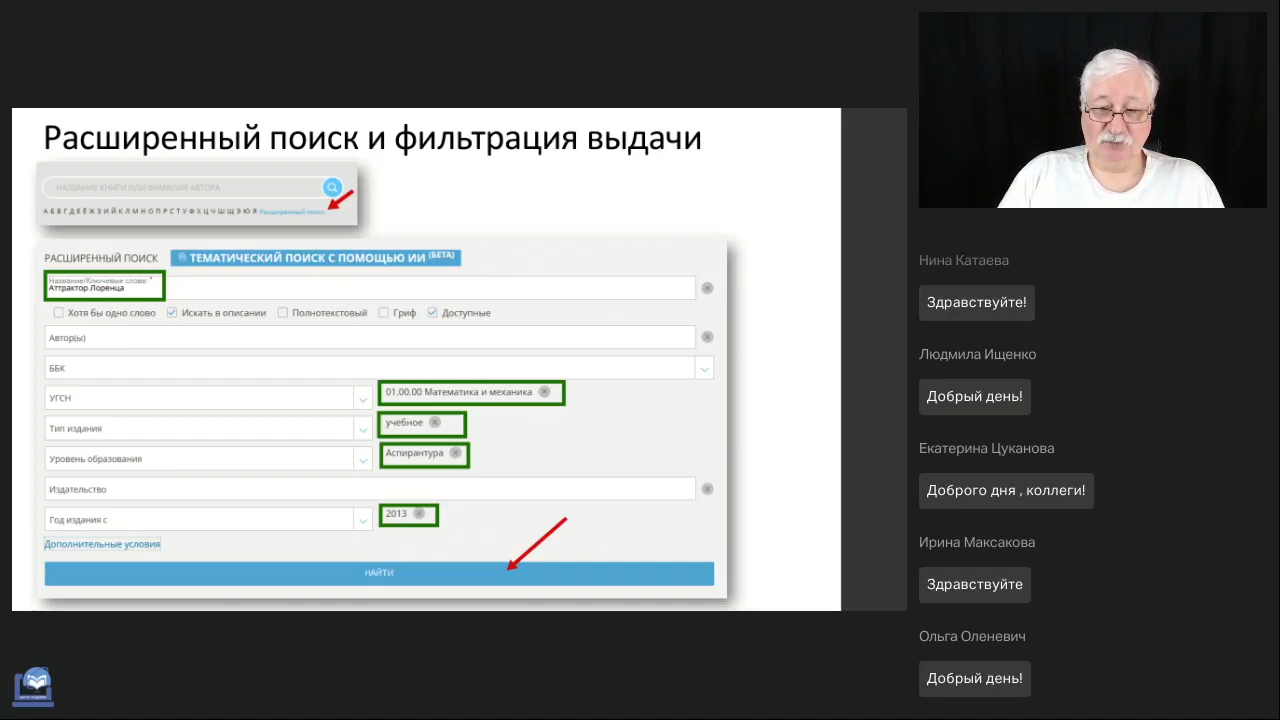 Расширенный поиск и фильтрация выдачи
НАЗВАНИЕ КНИГИ ИЛИ ФАМИЛИЯ АВТОРА
А Б В Г Д Е Ё Ж З И Й К Л М Н О П Р С Т У Ф Х Ц Ч Ш Щ Э Ю Я Расширенный поиск
РАСШИРЕННЫЙ ПОИСК
ТЕМАТИЧЕСКИЙ ПОИСК С ПОМОЩЬЮ ИИ (БЕТА)
Название/Ключевые слова: *
Аттрактор Лоренца
Хотя бы одно слово
Искать в описании
Полнотекстовый
Гриф
Доступные
Автор(ы)
ББК
УГСН
01.00.00 Математика и механика
Тип издания
учебное
Уровень образования
Аспирантура
Издательство
Год издания с
2013
Дополнительные условия
НАЙТИ
Нина Катаева
Здравствуйте!
Людмила Ищенко
Добрый день!
Екатерина Цуканова
Доброго дня , коллеги!
Ирина Максакова
Здравствуйте
Ольга Оленевич
Добрый день!